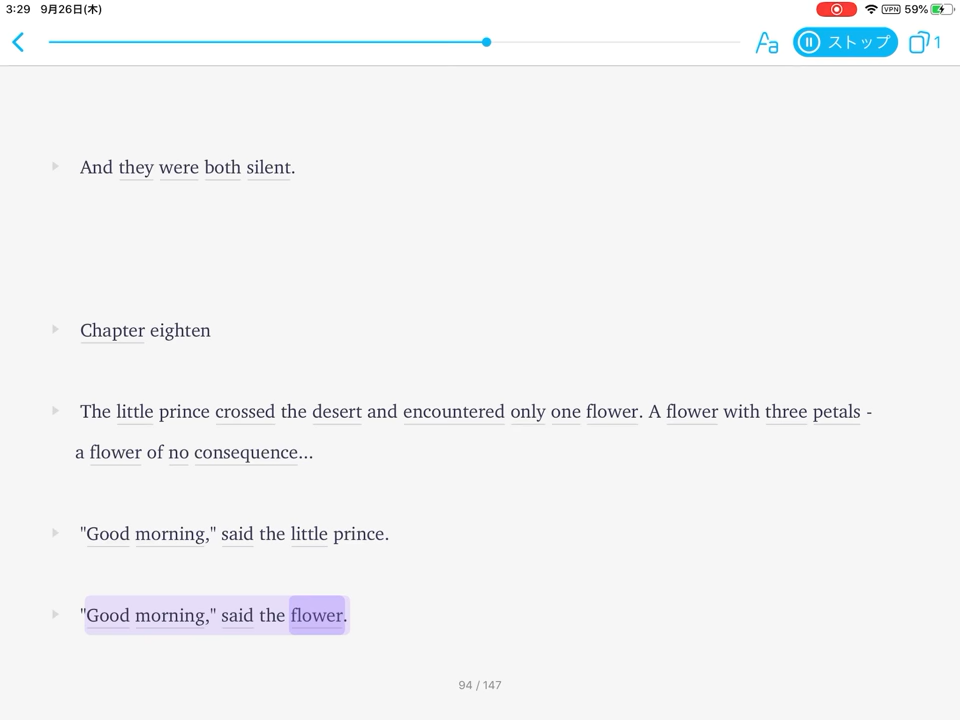 3:29 9月26日(木)
VPN 59%
ストップ
1
And they were both silent.
Chapter eighten
The little prince crossed the desert and encountered only one flower. A flower with three petals -
a flower of no consequence...
"Good morning," said the little prince.
"Good morning," said the flower.
94 / 147